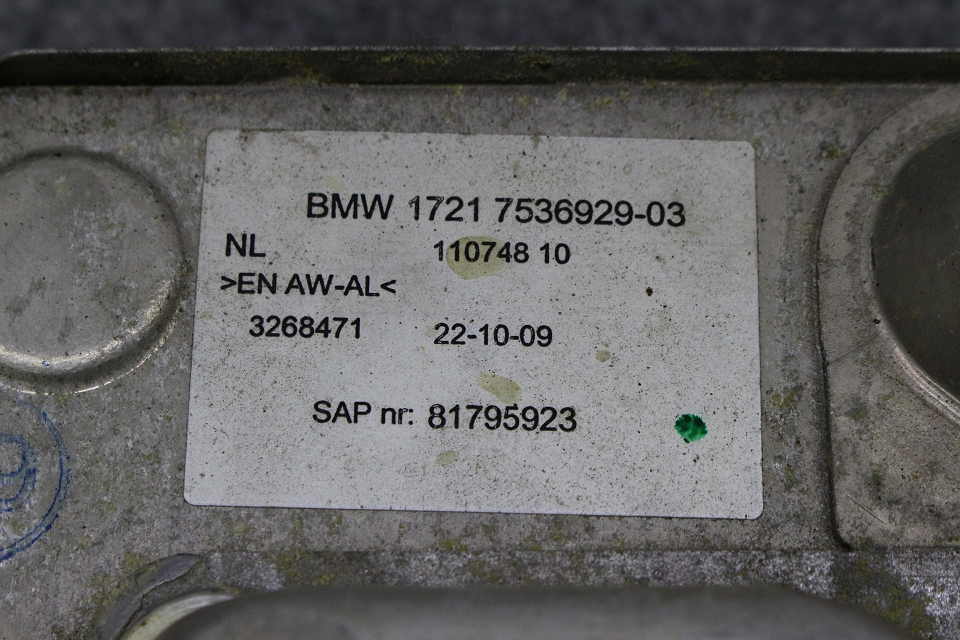 BMW 1721 7536929-03
NL 110748 10
>EN AW-AL<
3268471 22-10-09
SAP nr: 81795923